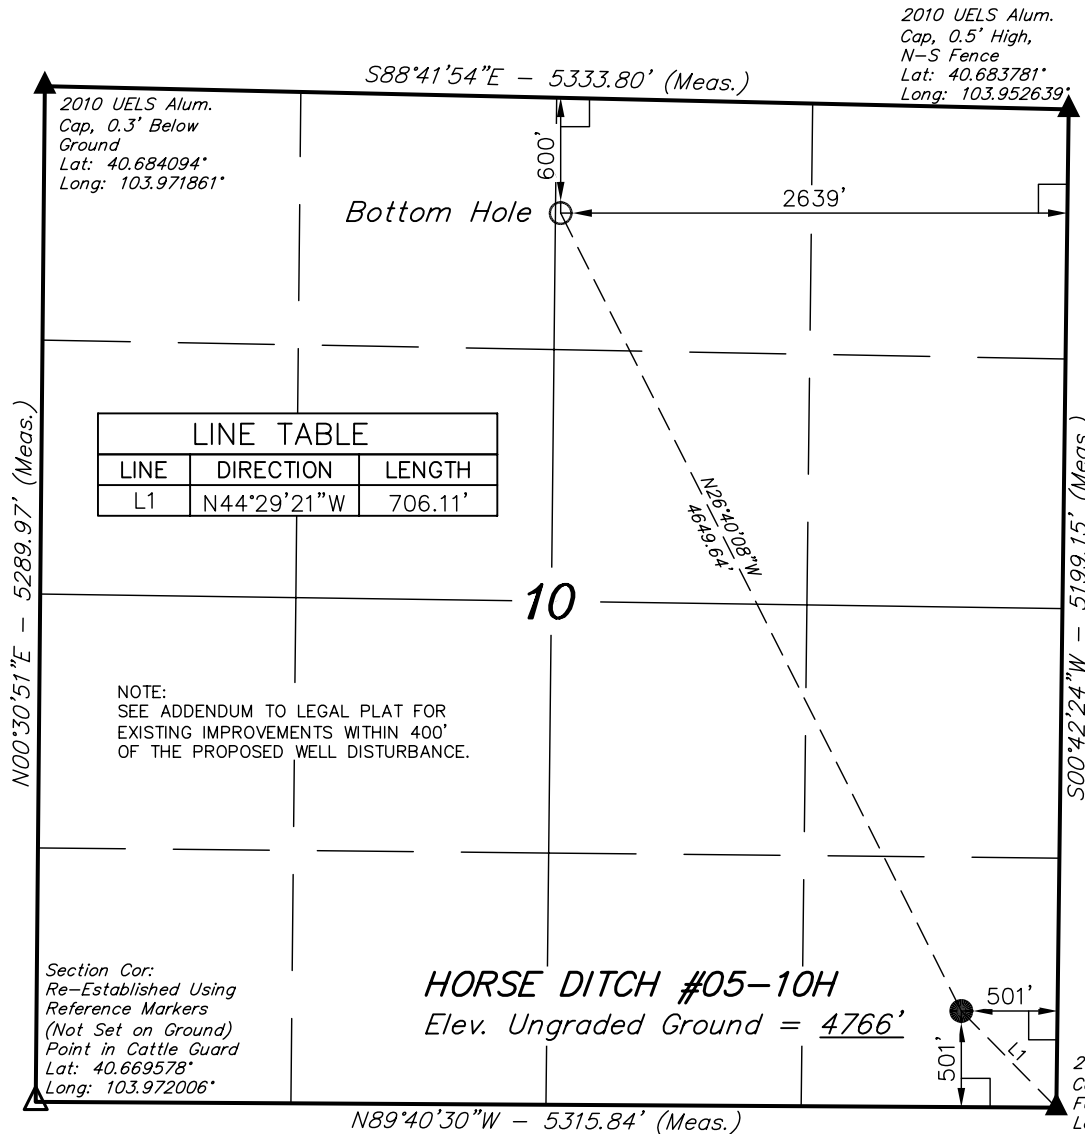 2010 UELS Alum.
Cap, 0.5' High,
N-S Fence
Lat: 40.683781°
Long: 103.952639°
S88°41'54"E - 5333.80' (Meas.)
2010 UELS Alum.
Cap, 0.3' Below
Ground
Lat: 40.684094°
Long: 103.971861°
600'
Bottom Hole
2639'
LINE TABLE
LINE DIRECTION LENGTH
L1 N44°29'21"W 706.11'
N00°30'51"E - 5289.97' (Meas.)
S00°42'24"W - 5199.15' (Meas.)
N26°40'08"W
4649.64'
10
NOTE:
SEE ADDENDUM TO LEGAL PLAT FOR
EXISTING IMPROVEMENTS WITHIN 400'
OF THE PROPOSED WELL DISTURBANCE.
Section Cor:
Re-Established Using
Reference Markers
(Not Set on Ground)
Point in Cattle Guard
Lat: 40.669578°
Long: 103.972006°
HORSE DITCH #05-10H
Elev. Ungraded Ground = 4766'
501'
501'
L1
N89°40'30"W - 5315.84' (Meas.)